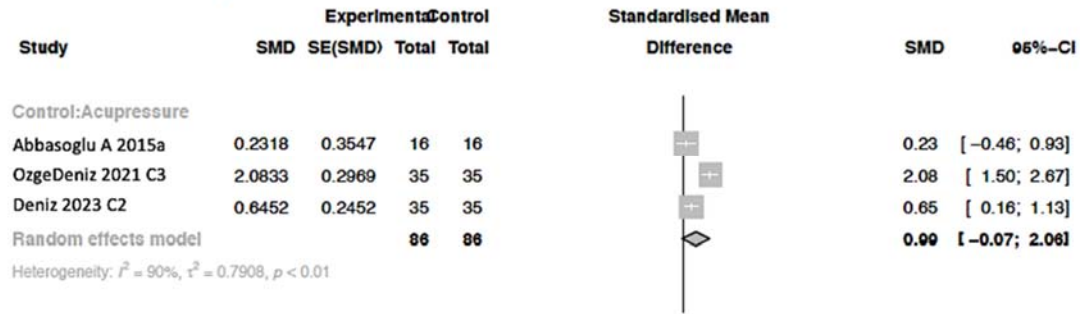 ExperimentalControl Standardised Mean
Study SMD SE(SMD) Total Total Difference SMD 95%-CI
Control:Acupressure
Abbasoglu A 2015a 0.2318 0.3547 16 16 0.23 [-0.46; 0.93]
OzgeDeniz 2021 C3 2.0833 0.2969 35 35 2.08 [ 1.50; 2.67]
Deniz 2023 C2 0.6452 0.2452 35 35 0.65 [ 0.16; 1.13]
Random effects model 86 86 0.99 [-0.07; 2.06]
Heterogeneity: I² = 90%, τ² = 0.7908, p < 0.01